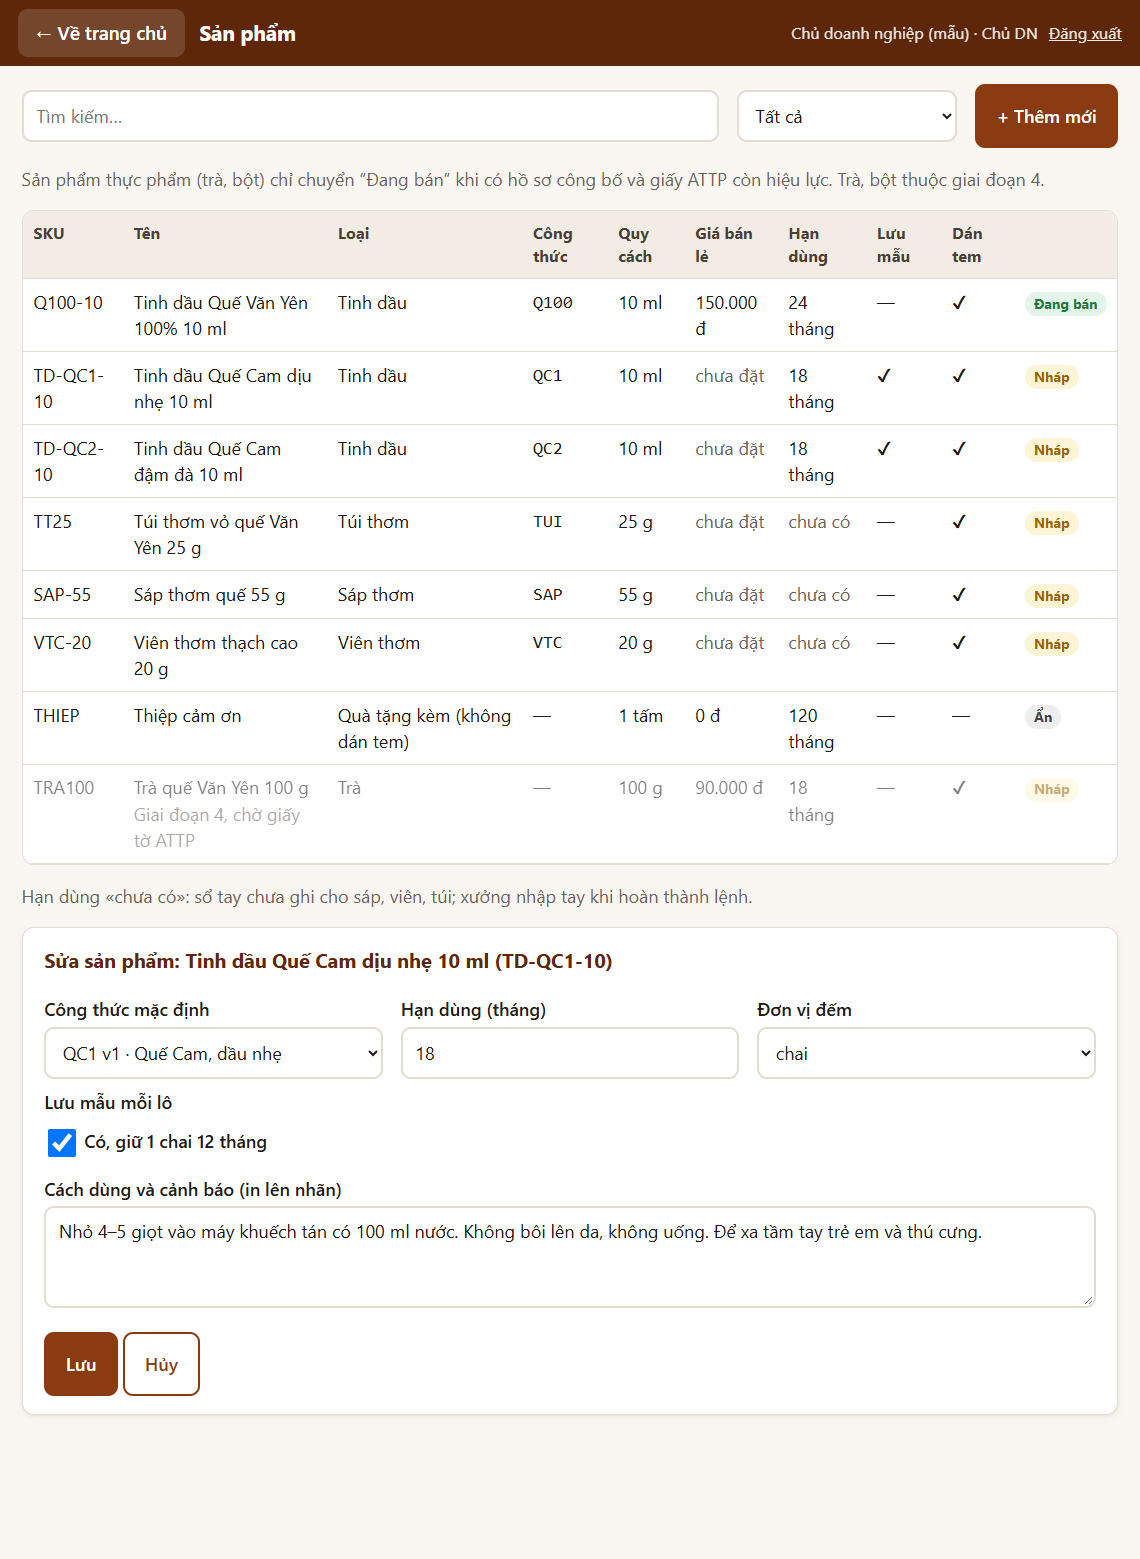 ← Về trang chủ
Sản phẩm
Chủ doanh nghiệp (mẫu) · Chủ DN Đăng xuất
Tìm kiếm...
Tất cả
+ Thêm mới
Sản phẩm thực phẩm (trà, bột) chỉ chuyển “Đang bán” khi có hồ sơ công bố và giấy ATTP còn hiệu lực. Trà, bột thuộc giai đoạn 4.
SKU Tên Loại Công thức Quy cách Giá bán lẻ Hạn dùng Lưu mẫu Dán tem
Q100-10 Tinh dầu Quế Văn Yên 100% 10 ml Tinh dầu Q100 10 ml 150.000 đ 24 tháng — ✓ Đang bán
TD-QC1-10 Tinh dầu Quế Cam dịu nhẹ 10 ml Tinh dầu QC1 10 ml chưa đặt 18 tháng ✓ ✓ Nháp
TD-QC2-10 Tinh dầu Quế Cam đậm đà 10 ml Tinh dầu QC2 10 ml chưa đặt 18 tháng ✓ ✓ Nháp
TT25 Túi thơm vỏ quế Văn Yên 25 g Túi thơm TUI 25 g chưa đặt chưa có — ✓ Nháp
SAP-55 Sáp thơm quế 55 g Sáp thơm SAP 55 g chưa đặt chưa có — ✓ Nháp
VTC-20 Viên thơm thạch cao 20 g Viên thơm VTC 20 g chưa đặt chưa có — ✓ Nháp
THIEP Thiệp cảm ơn Quà tặng kèm (không dán tem) — 1 tấm 0 đ 120 tháng — — Ẩn
TRA100 Trà quế Văn Yên 100 g Giai đoạn 4, chờ giấy tờ ATTP Trà — 100 g 90.000 đ 18 tháng — ✓ Nháp
Hạn dùng «chưa có»: sổ tay chưa ghi cho sáp, viên, túi; xưởng nhập tay khi hoàn thành lệnh.
Sửa sản phẩm: Tinh dầu Quế Cam dịu nhẹ 10 ml (TD-QC1-10)
Công thức mặc định Hạn dùng (tháng) Đơn vị đếm
QC1 v1 · Quế Cam, dầu nhẹ 18 chai
Lưu mẫu mỗi lô
Có, giữ 1 chai 12 tháng
Cách dùng và cảnh báo (in lên nhãn)
Nhỏ 4–5 giọt vào máy khuếch tán có 100 ml nước. Không bôi lên da, không uống. Để xa tầm tay trẻ em và thú cưng.
Lưu Hủy